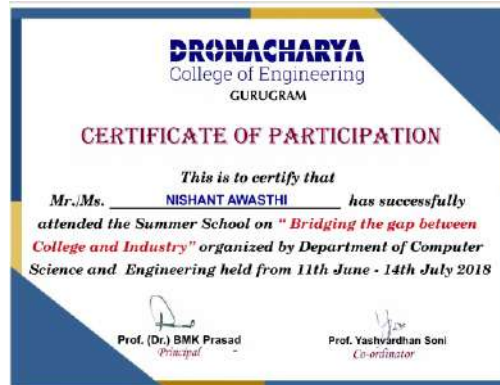 DRONACHARYA
College of Engineering
GURUGRAM
CERTIFICATE OF PARTICIPATION
This is to certify that
Mr./Ms. NISHANT AWASTHI has successfully
attended the Summer School on “ Bridging the gap between
College and Industry” organized by Department of Computer
Science and Engineering held from 11th June - 14th July 2018
Prof. (Dr.) BMK Prasad
Principal
Prof. Yashvardhan Soni
Co-ordinator